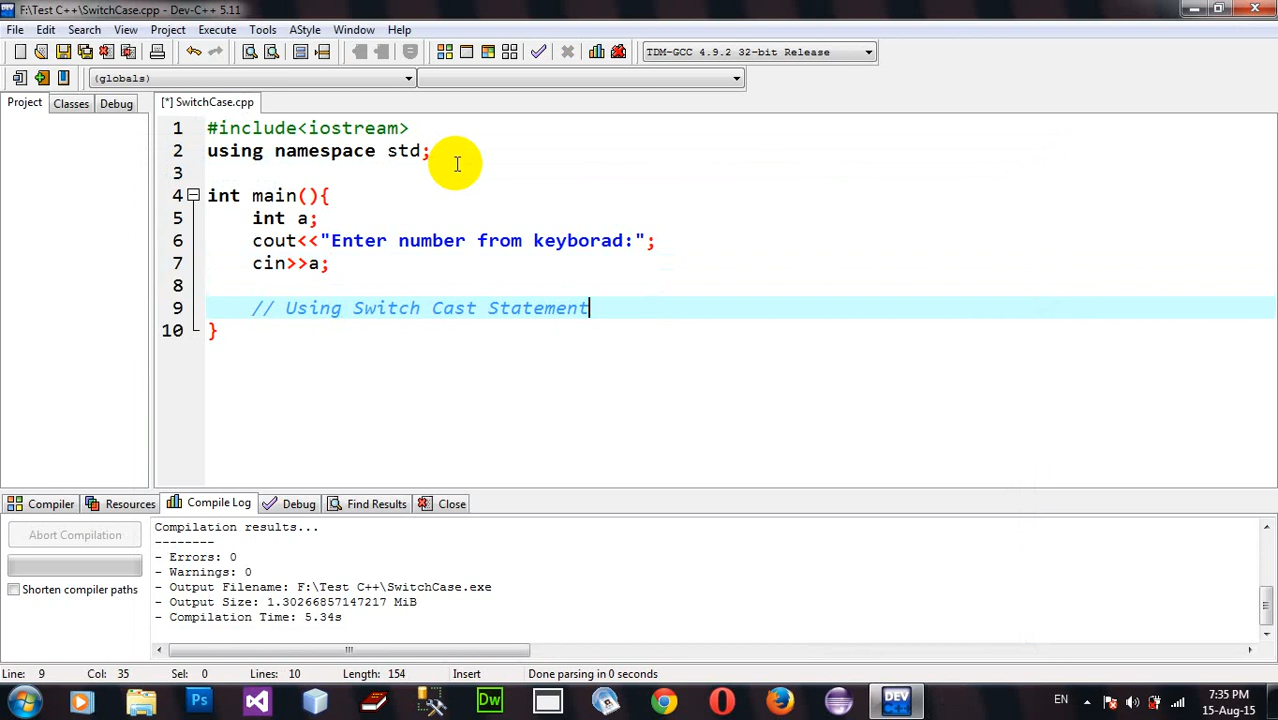 F:\Test C++\SwitchCase.cpp - Dev-C++ 5.11
File Edit Search View Project Execute Tools AStyle Window Help
TDM-GCC 4.9.2 32-bit Release
(globals)
Project Classes Debug [*] SwitchCase.cpp
1 #include<iostream>
2 using namespace std;
3
4 int main(){
5 int a;
6 cout<<"Enter number from keyborad:";
7 cin>>a;
8
9 // Using Switch Cast Statement
10 }
Compiler Resources Compile Log Debug Find Results Close
Abort Compilation
Shorten compiler paths
Compilation results...
--------
- Errors: 0
- Warnings: 0
- Output Filename: F:\Test C++\SwitchCase.exe
- Output Size: 1.30266857147217 MiB
- Compilation Time: 5.34s
Line: 9 Col: 35 Sel: 0 Lines: 10 Length: 154 Insert Done parsing in 0 seconds
Ps Dw DEV C++ EN 7:35 PM
15-Aug-15